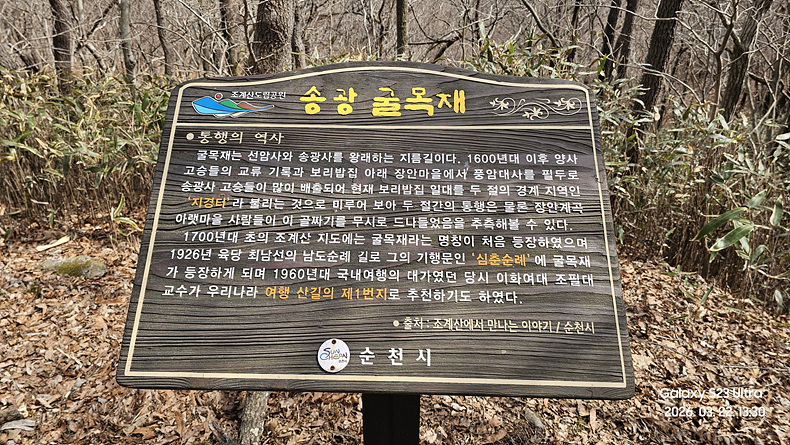 조계산도립공원
송광 굴목재
• 통행의 역사
굴목재는 선암사와 송광사를 왕래하는 지름길이다. 1600년대 이후 양사
고승들의 교류 기록과 보리밥집 아래 장안마을에서 풍암대사를 필두로
송광사 고승들이 많이 배출되어 현재 보리밥집 일대를 두 절의 경계 지역인
'지경터'라 불리는 것으로 미루어 보아 두 절간의 통행은 물론 장안계곡
아랫마을 사람들이 이 골짜기를 무시로 드나들었음을 추측해볼 수 있다.
1700년대 초의 조계산 지도에는 굴목재라는 명칭이 처음 등장하였으며
1926년 육당 최남선의 남도순례 길로 그의 기행문인 '심춘순례'에 굴목재
가 등장하게 되며 1960년대 국내여행의 대가였던 당시 이화여대 조필대
교수가 우리나라 여행 산길의 제1번지로 추천하기도 하였다.
• 출처 : 조계산에서 만나는 이야기 / 순천시
순천시
Galaxy S23 Ultra
2026. 03. 22. 13:30